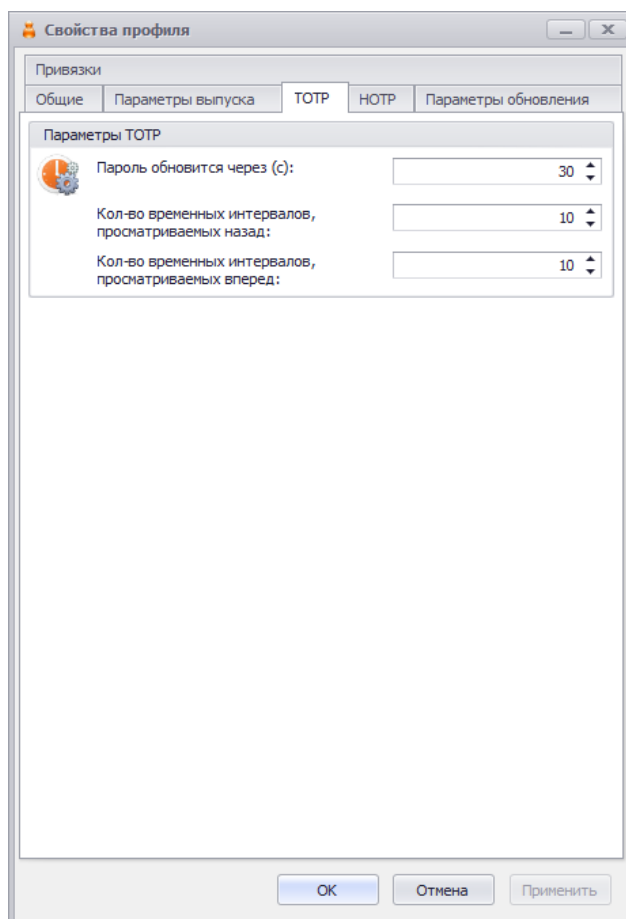 Свойства профиля
Привязки
Общие
Параметры выпуска
TOTP
HOTP
Параметры обновления
Параметры TOTP
Пароль обновится через (с):
30
Кол-во временных интервалов,
просматриваемых назад:
10
Кол-во временных интервалов,
просматриваемых вперед:
10
ОК
Отмена
Применить